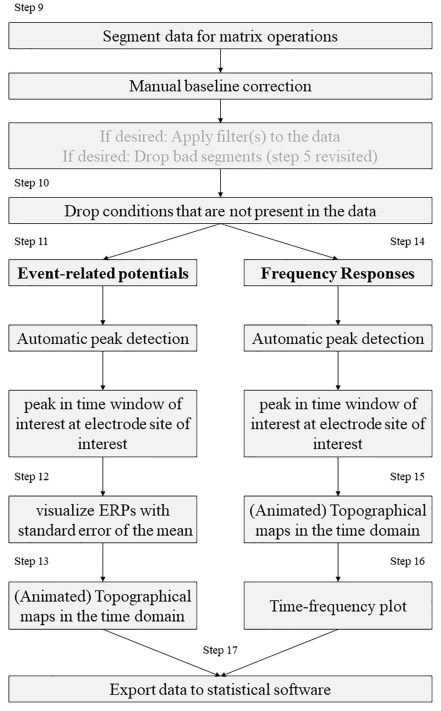 Step 9
Segment data for matrix operations
Manual baseline correction
If desired: Apply filter(s) to the data
If desired: Drop bad segments (step 5 revisited)
Step 10
Drop conditions that are not present in the data
Step 11
Event-related potentials
Automatic peak detection
peak in time window of
interest at electrode site of
interest
Step 12
visualize ERPs with
standard error of the mean
Step 13
(Animated) Topographical
maps in the time domain
Step 14
Frequency Responses
Automatic peak detection
peak in time window of
interest at electrode site of
interest
Step 15
(Animated) Topographical
maps in the time domain
Step 16
Time-frequency plot
Step 17
Export data to statistical software